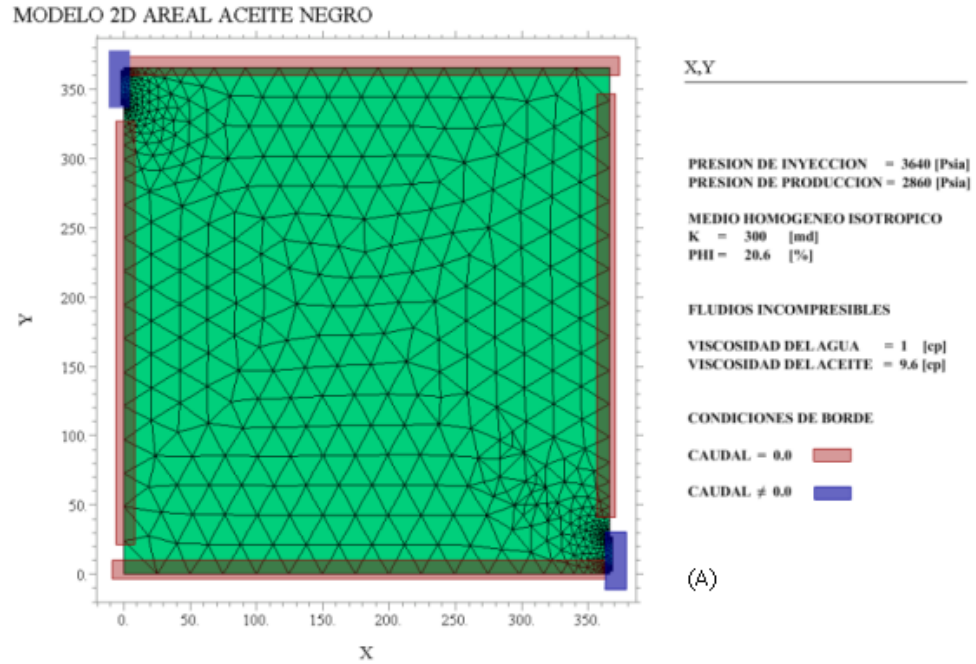 MODELO 2D AREAL ACEITE NEGRO
X,Y
PRESION DE INYECCION = 3640 [Psia]
PRESION DE PRODUCCION = 2860 [Psia]
MEDIO HOMOGENEO ISOTROPICO
K = 300 [md]
PHI = 20.6 [%]
FLUDIOS INCOMPRESIBLES
VISCOSIDAD DEL AGUA = 1 [cp]
VISCOSIDAD DEL ACEITE = 9.6 [cp]
CONDICIONES DE BORDE
CAUDAL = 0.0
CAUDAL ≠ 0.0
(A)
350.
300.
250.
200.
150.
100.
50.
0.
Y
0. 50. 100. 150. 200. 250. 300. 350.
X